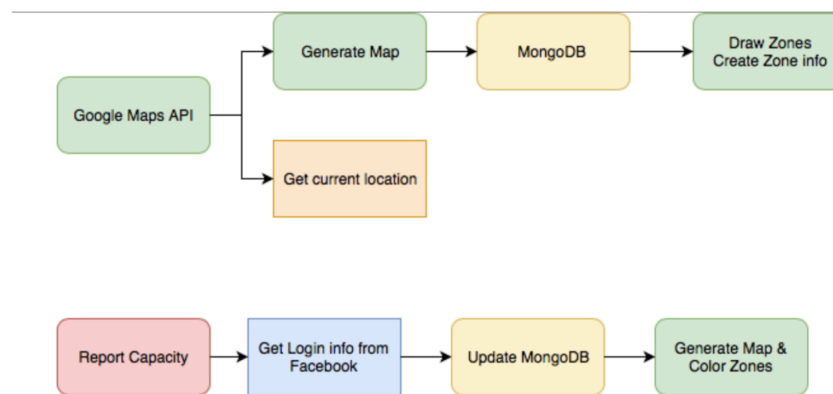 Generate Map
MongoDB
Draw Zones
Create Zone info
Google Maps API
Get current location
Report Capacity
Get Login info from
Facebook
Update MongoDB
Generate Map &
Color Zones